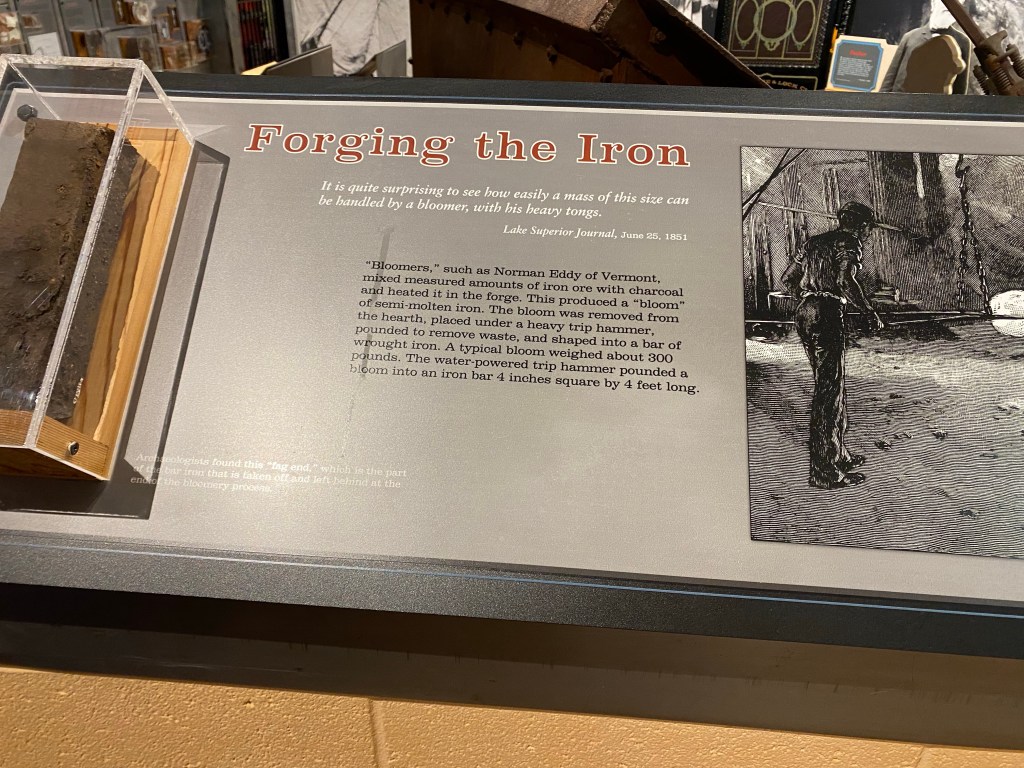 Forging the Iron
It is quite surprising to see how easily a mass of this size can
be handled by a bloomer, with his heavy tongs.
Lake Superior Journal, June 25, 1851
"Bloomers," such as Norman Eddy of Vermont,
mixed measured amounts of iron ore with charcoal
and heated it in the forge. This produced a "bloom"
of semi-molten iron. The bloom was removed from
the hearth, placed under a heavy trip hammer,
pounded to remove waste, and shaped into a bar of
wrought iron. A typical bloom weighed about 300
pounds. The water-powered trip hammer pounded a
bloom into an iron bar 4 inches square by 4 feet long.
Archaeologists found this "fag end," which is the part
of the bar iron that is taken off and left behind at the
end of the bloomery process.